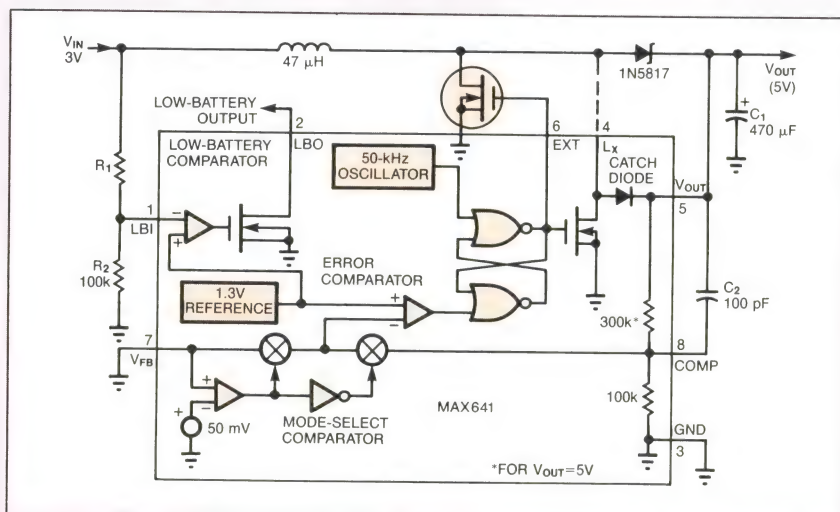 VIN
3V
47 μH
1N5817
VOUT
(5V)
+
C1
470 μF
LOW-BATTERY
OUTPUT
2
LBO
6
EXT
4
LX
LOW-BATTERY
COMPARATOR
50-kHz
OSCILLATOR
CATCH
DIODE
VOUT
5
R1
1
LBI
−
+
R2
100k
ERROR
COMPARATOR
1.3V
REFERENCE
+
−
C2
100 pF
300k*
7
VFB
8
COMP
+
−
+
50 mV
MODE-SELECT
COMPARATOR
MAX641
100k
GND
3
*FOR VOUT=5V